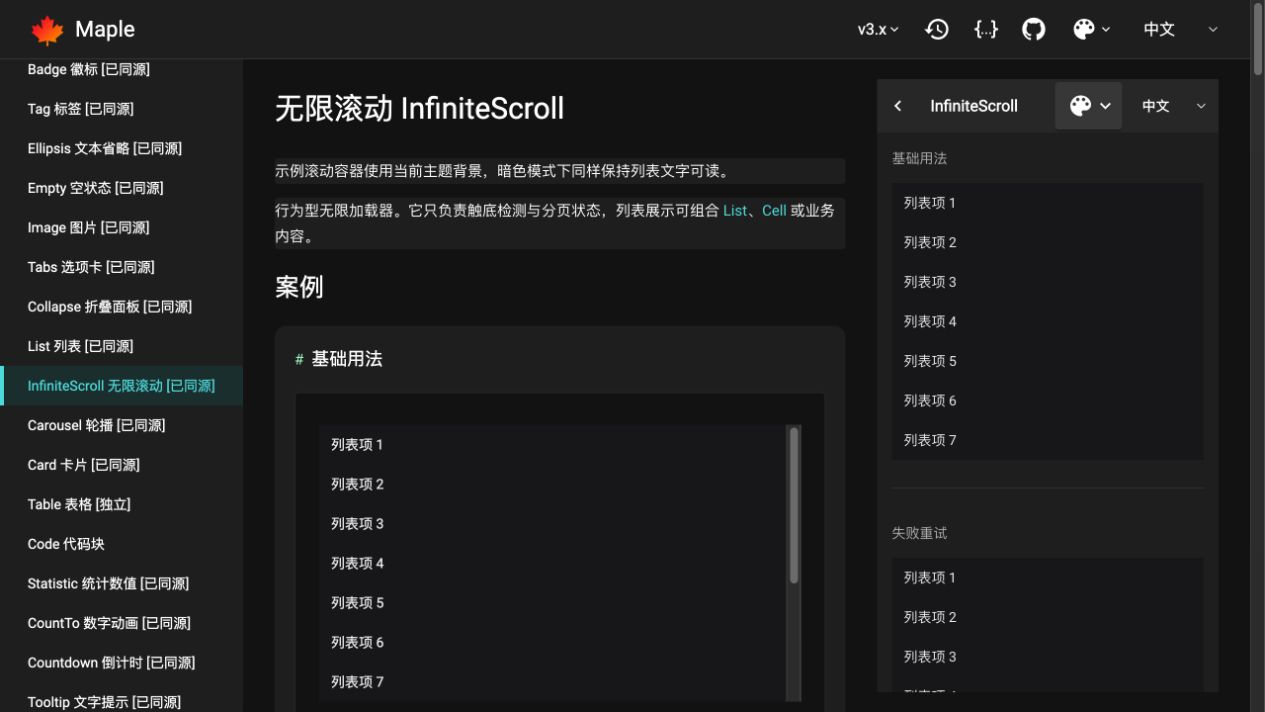 Maple
v3.x
{...}
中文
Badge 徽标 [已同源]
Tag 标签 [已同源]
Ellipsis 文本省略 [已同源]
Empty 空状态 [已同源]
Image 图片 [已同源]
Tabs 选项卡 [已同源]
Collapse 折叠面板 [已同源]
List 列表 [已同源]
InfiniteScroll 无限滚动 [已同源]
Carousel 轮播 [已同源]
Card 卡片 [已同源]
Table 表格 [独立]
Code 代码块
Statistic 统计数值 [已同源]
CountTo 数字动画 [已同源]
Countdown 倒计时 [已同源]
Tooltip 文字提示 [已同源]
无限滚动 InfiniteScroll
示例滚动容器使用当前主题背景，暗色模式下同样保持列表文字可读。
行为型无限加载器。它只负责触底检测与分页状态，列表展示可组合 List、Cell 或业务
内容。
案例
# 基础用法
列表项 1
列表项 2
列表项 3
列表项 4
列表项 5
列表项 6
列表项 7
InfiniteScroll
中文
基础用法
列表项 1
列表项 2
列表项 3
列表项 4
列表项 5
列表项 6
列表项 7
失败重试
列表项 1
列表项 2
列表项 3